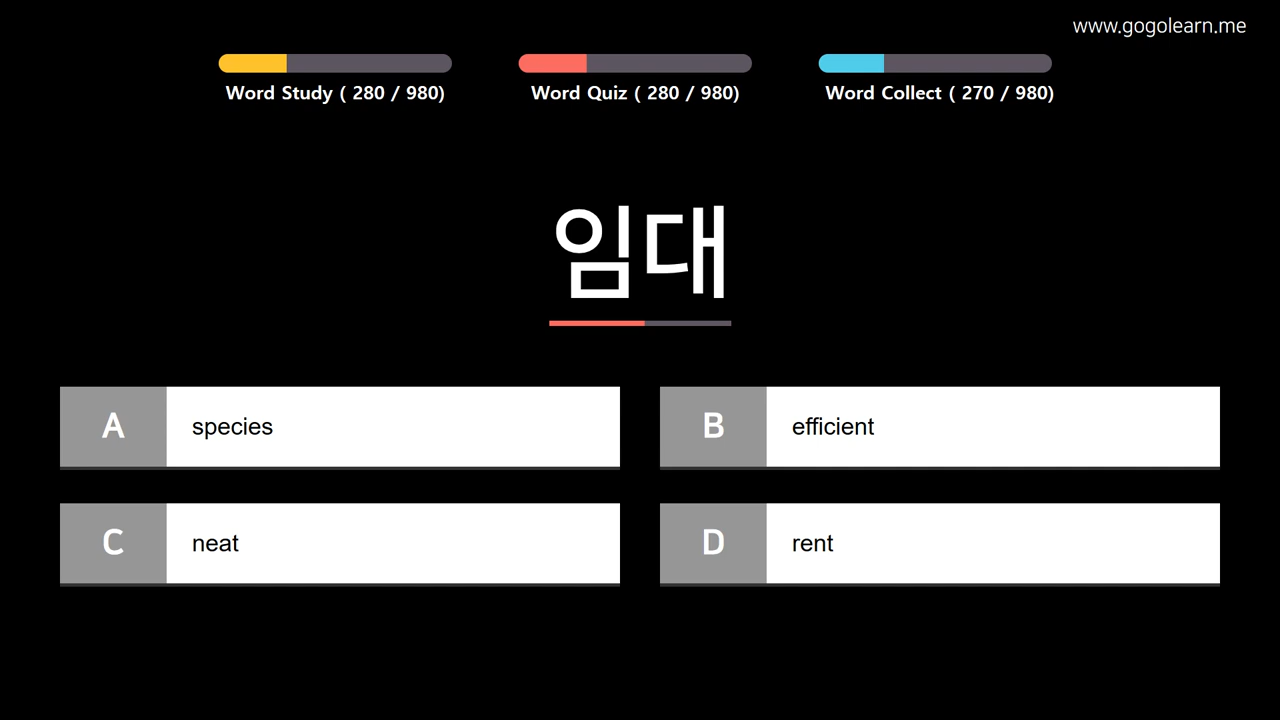 www.gogolearn.me
Word Study ( 280 / 980)
Word Quiz ( 280 / 980)
Word Collect ( 270 / 980)
임대
A species
B efficient
C neat
D rent